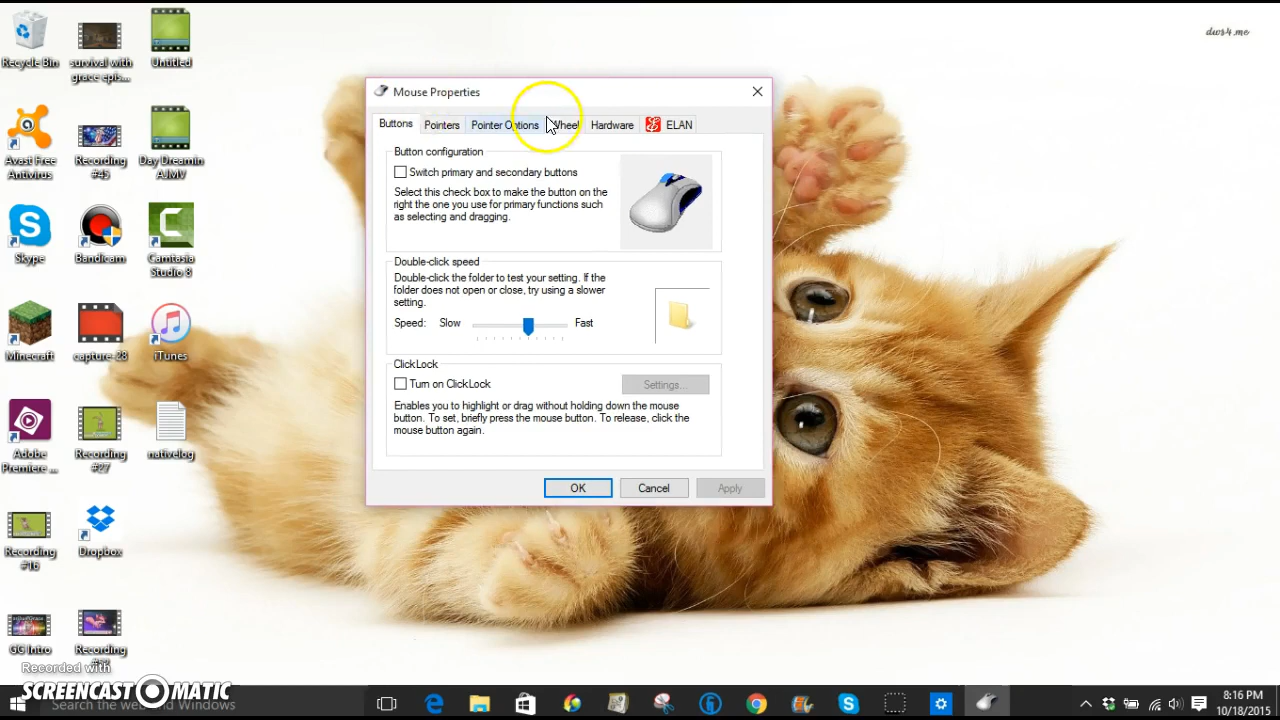 Recycle Bin
survival with
grace epis...
Untitled
dws4.me
Avast Free
Antivirus
Recording
#45
Day Dreamin
AJMV
Skype
Bandicam
Camtasia
Studio 8
Minecraft
capture-28
iTunes
Adobe
Premiere ...
Recording
#27
nativelog
Recording
#16
Dropbox
GC Intro
Recording
Mouse Properties
Buttons
Pointers
Pointer Options
Wheel
Hardware
ELAN
Button configuration
Switch primary and secondary buttons
Select this check box to make the button on the
right the one you use for primary functions such
as selecting and dragging.
Double-click speed
Double-click the folder to test your setting. If the
folder does not open or close, try using a slower
setting.
Speed: Slow Fast
ClickLock
Turn on ClickLock
Settings...
Enables you to highlight or drag without holding down the mouse
button. To set, briefly press the mouse button. To release, click the
mouse button again.
OK
Cancel
Apply
Recorded with
SCREENCAST-O-MATIC
Search the web and Windows
8:16 PM
10/18/2015